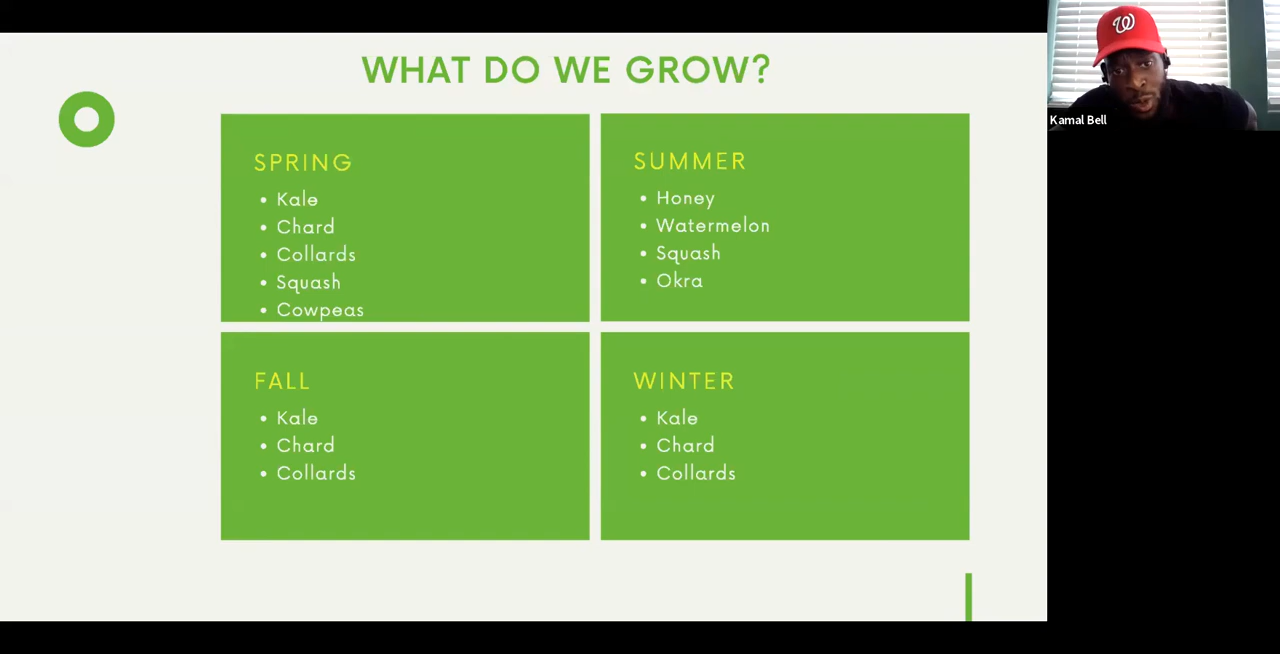 WHAT DO WE GROW?
SPRING
• Kale
• Chard
• Collards
• Squash
• Cowpeas
SUMMER
• Honey
• Watermelon
• Squash
• Okra
FALL
• Kale
• Chard
• Collards
WINTER
• Kale
• Chard
• Collards
W
Kamal Bell